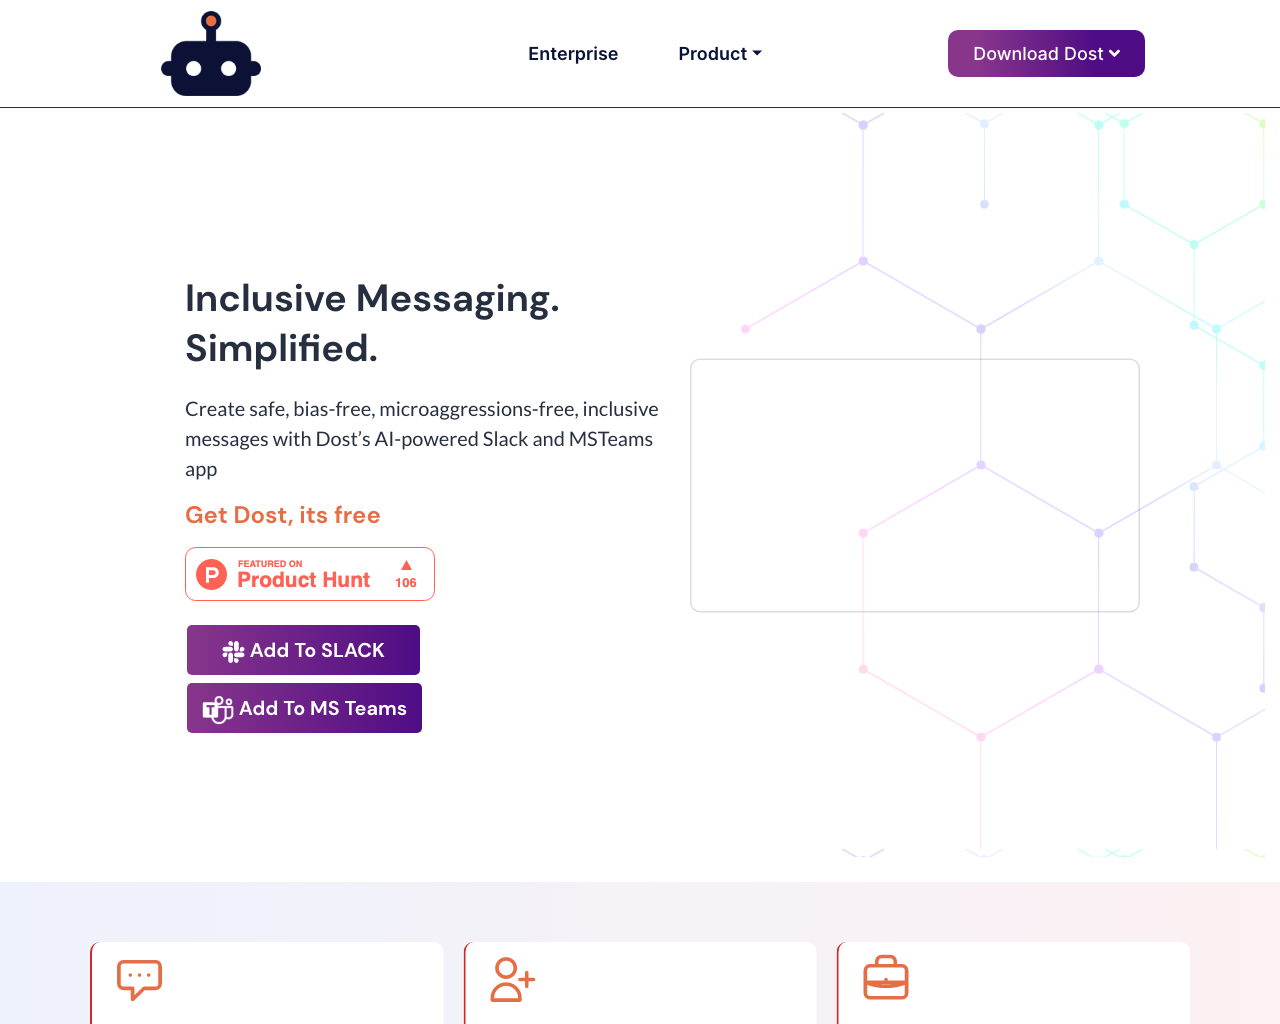 Enterprise
Product
Download Dost
Inclusive Messaging.
Simplified.
Create safe, bias-free, microaggressions-free, inclusive
messages with Dost’s AI-powered Slack and MSTeams
app
Get Dost, its free
FEATURED ON
Product Hunt
106
Add To SLACK
Add To MS Teams